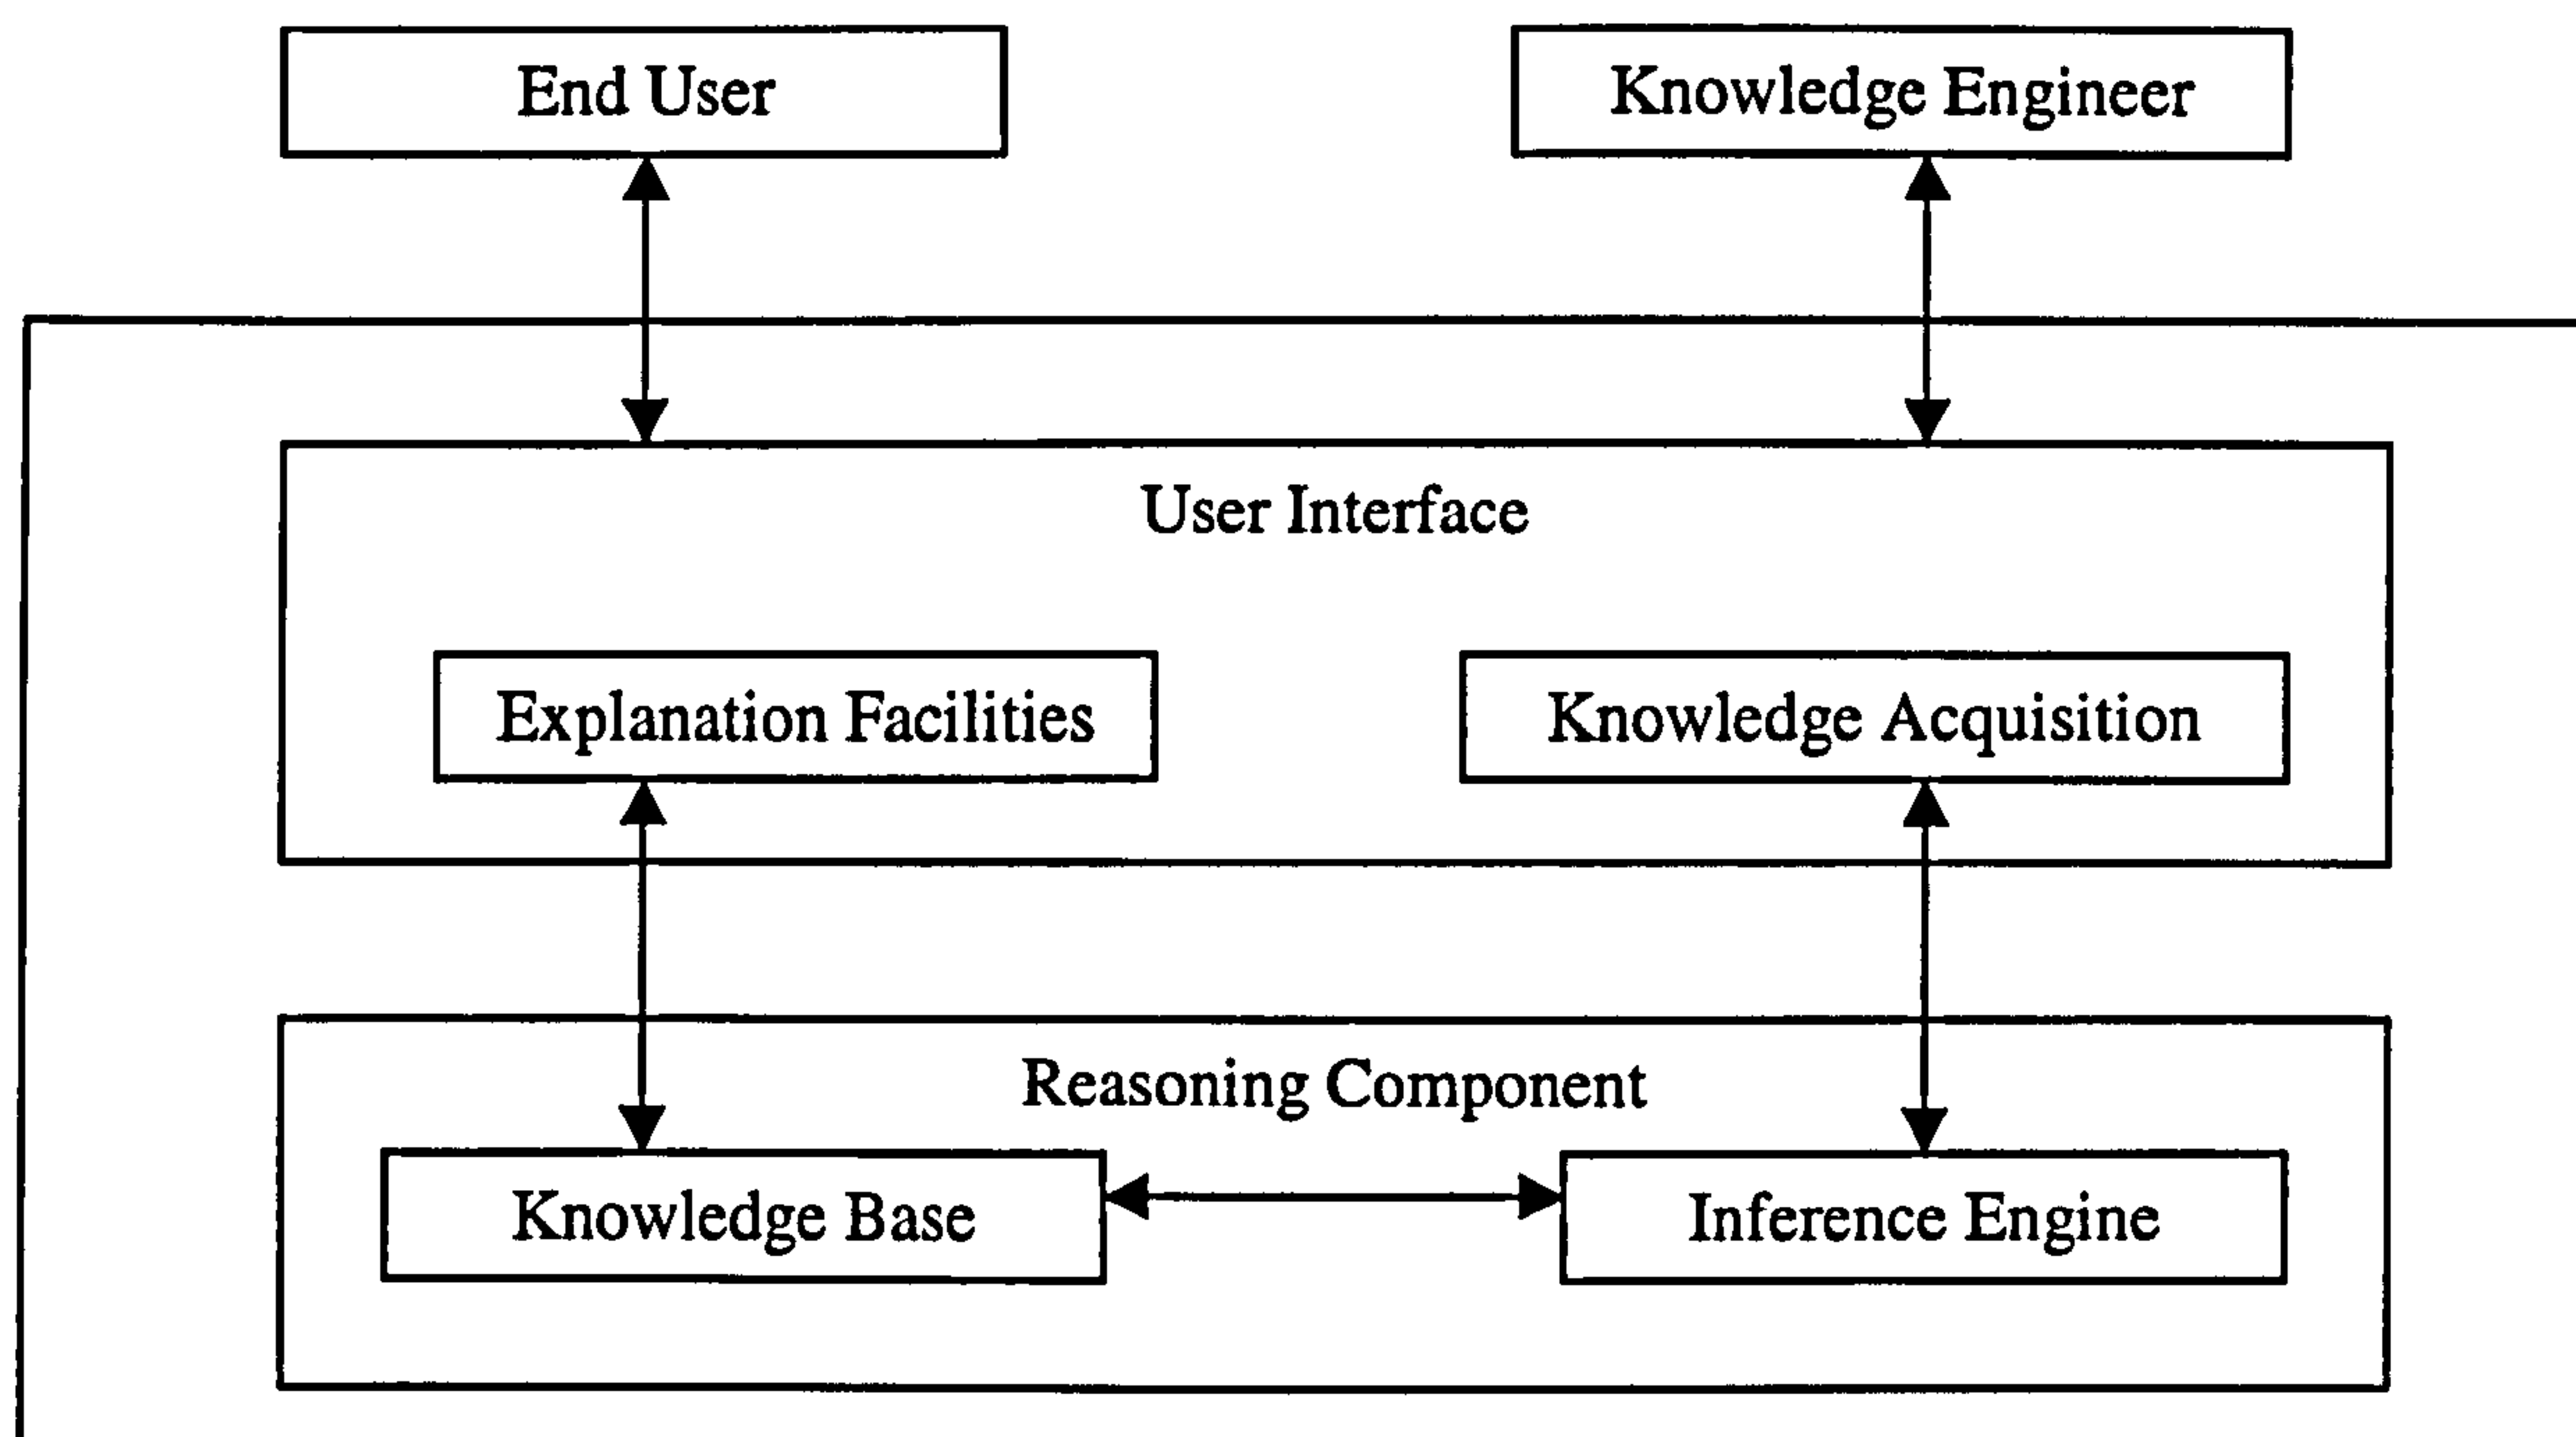 End User
Knowledge Engineer
User Interface
Explanation Facilities
Knowledge Acquisition
Reasoning Component
Knowledge Base
Inference Engine